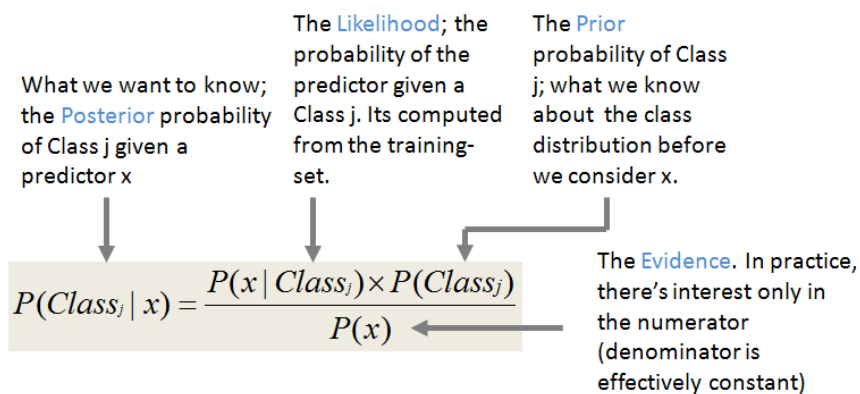 What we want to know;
the Posterior probability
of Class j given a
predictor x
The Likelihood; the
probability of the
predictor given a
Class j. Its computed
from the training-
set.
The Prior
probability of Class
j; what we know
about the class
distribution before
we consider x.
P(Class_j | x) = P(x | Class_j) × P(Class_j) / P(x)
The Evidence. In practice,
there's interest only in
the numerator
(denominator is
effectively constant)